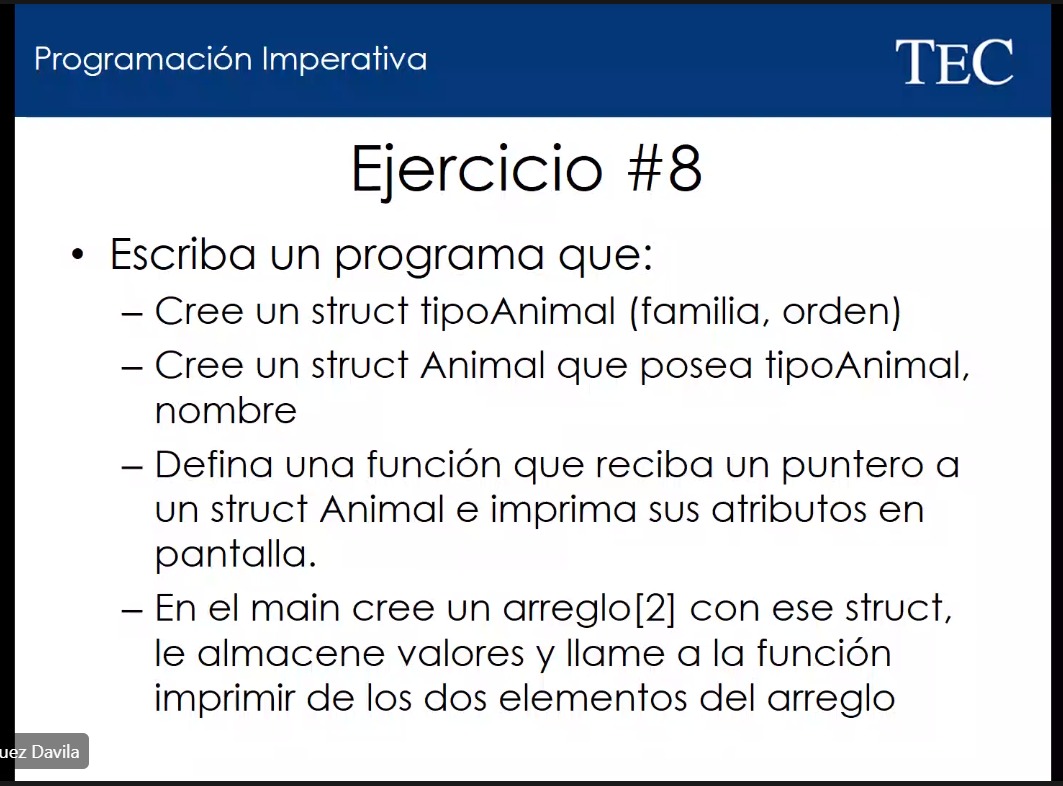 Programación Imperativa
TEC
Ejercicio #8
• Escriba un programa que:
– Cree un struct tipoAnimal (familia, orden)
– Cree un struct Animal que posea tipoAnimal,
nombre
– Defina una función que reciba un puntero a
un struct Animal e imprima sus atributos en
pantalla.
– En el main cree un arreglo[2] con ese struct,
le almacene valores y llame a la función
imprimir de los dos elementos del arreglo
Davila